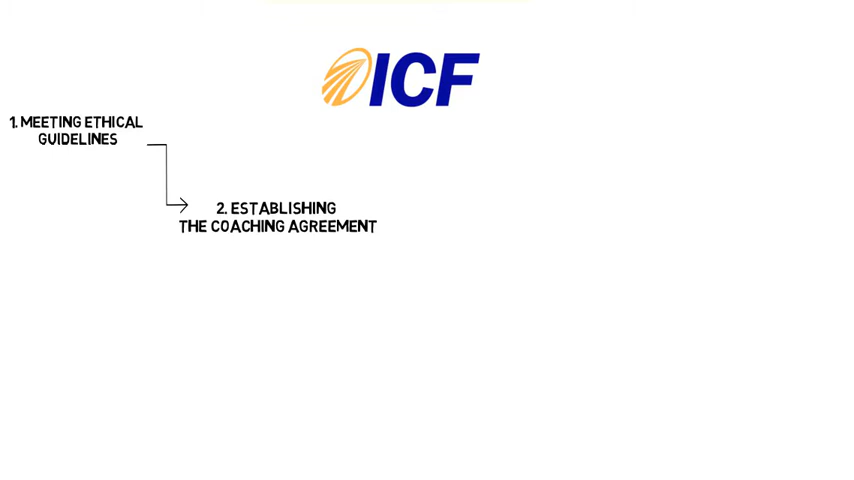 ICF
1. MEETING ETHICAL
GUIDELINES
2. ESTABLISHING
THE COACHING AGREEMENT